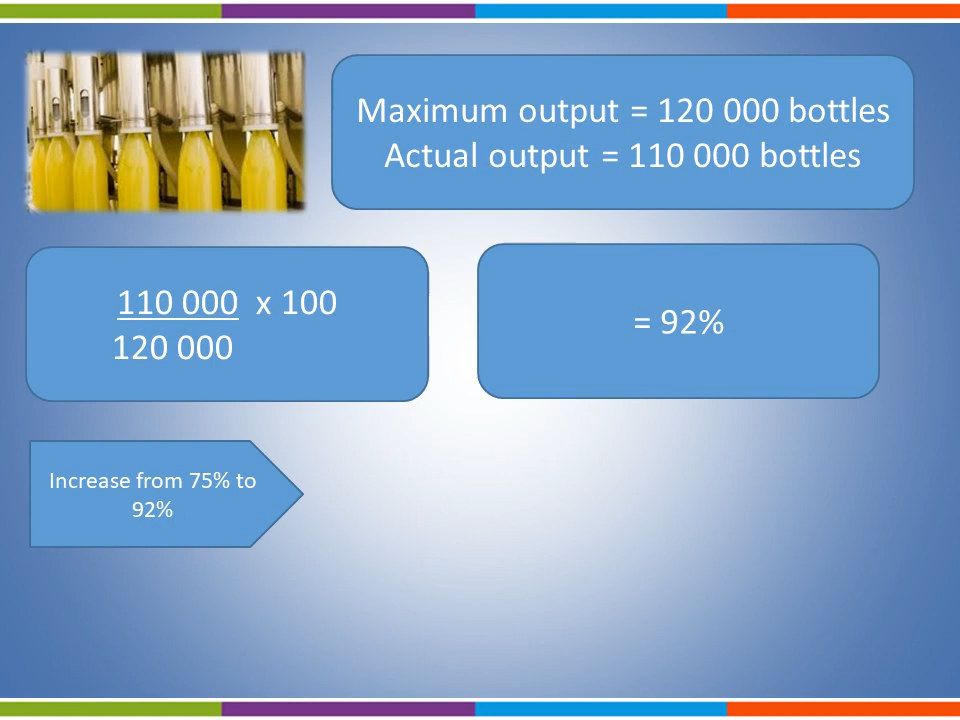 Maximum output = 120 000 bottles
Actual output = 110 000 bottles
110 000 x 100
120 000
= 92%
Increase from 75% to
92%